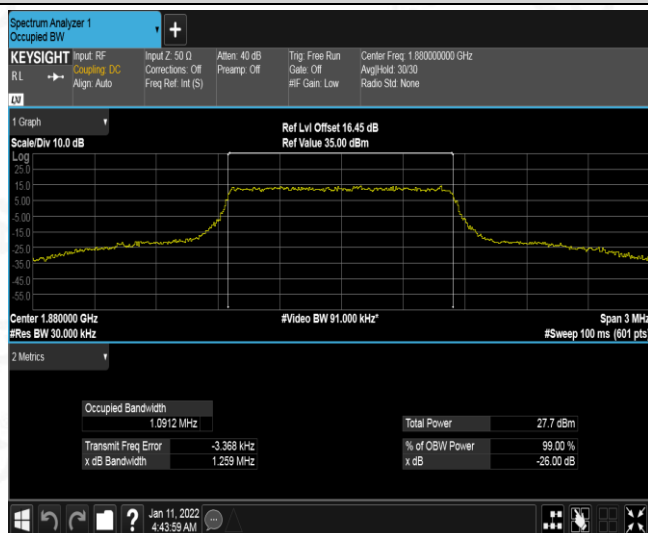 Spectrum Analyzer 1
Occupied BW
+
KEYSIGHT
RL
LXI
Input: RF
Coupling: DC
Align: Auto
Input Z: 50 Ω
Corrections: Off
Freq Ref: Int (S)
Atten: 40 dB
Preamp: Off
Trig: Free Run
Gate: Off
#IF Gain: Low
Center Freq: 1.880000000 GHz
Avg|Hold: 30/30
Radio Std: None
1 Graph
Scale/Div 10.0 dB
Ref Lvl Offset 16.45 dB
Ref Value 35.00 dBm
Log
25.0
15.0
5.00
-5.00
-15.0
-25.0
-35.0
-45.0
-55.0
Center 1.880000 GHz
#Res BW 30.000 kHz
#Video BW 91.000 kHz*
Span 3 MHz
#Sweep 100 ms (601 pts)
2 Metrics
Occupied Bandwidth
1.0912 MHz
Transmit Freq Error -3.368 kHz
x dB Bandwidth 1.259 MHz
Total Power 27.7 dBm
% of OBW Power 99.00 %
x dB -26.00 dB
?
Jan 11, 2022
4:43:59 AM